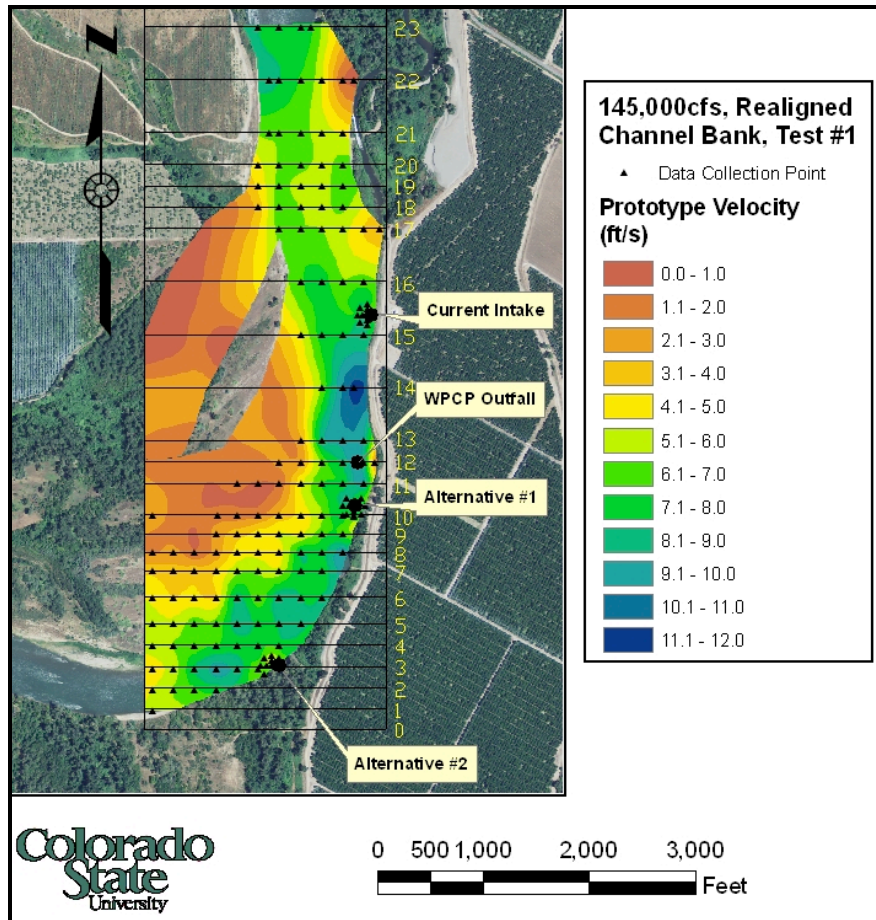 N
23
22
21
20
19
18
17
16
15
14
13
12
11
10
9
8
7
6
5
4
3
2
1
0
Current Intake
WPCP Outfall
Alternative #1
Alternative #2
145,000cfs, Realigned
Channel Bank, Test #1
Data Collection Point
Prototype Velocity
(ft/s)
0.0 - 1.0
1.1 - 2.0
2.1 - 3.0
3.1 - 4.0
4.1 - 5.0
5.1 - 6.0
6.1 - 7.0
7.1 - 8.0
8.1 - 9.0
9.1 - 10.0
10.1 - 11.0
11.1 - 12.0
Colorado
State
University
0 500 1,000 2,000 3,000
Feet